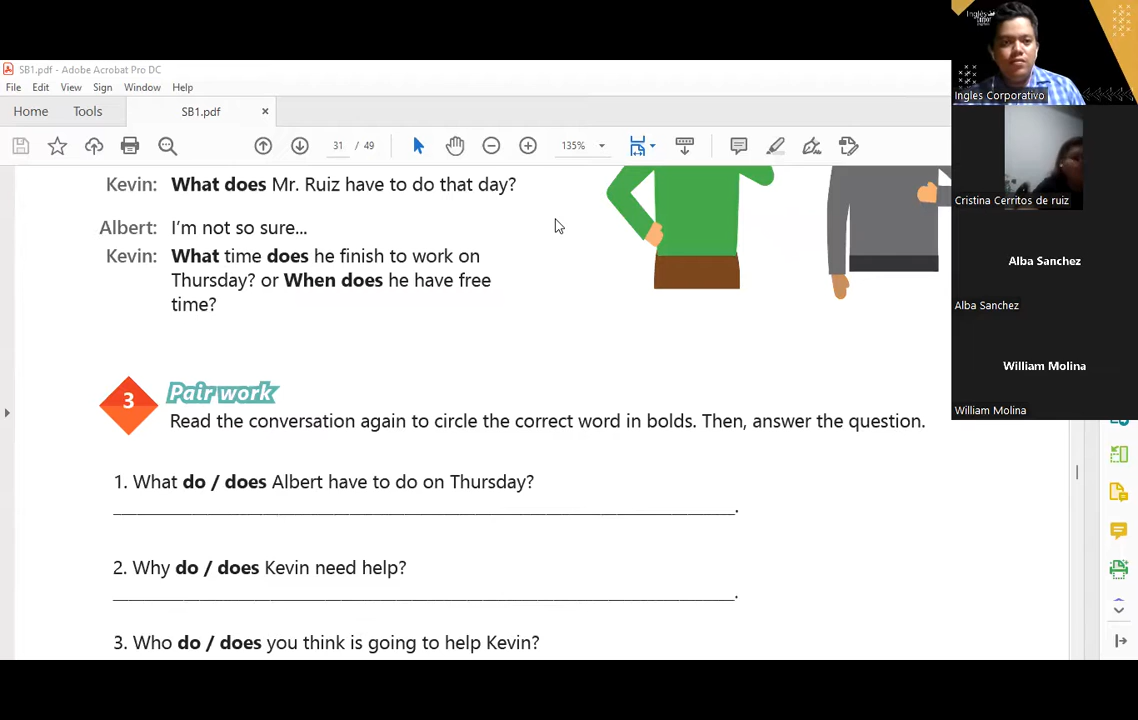 SB1.pdf - Adobe Acrobat Pro DC
File Edit View Sign Window Help
Home Tools SB1.pdf ×
31 / 49 135%
Kevin: What does Mr. Ruiz have to do that day?
Albert: I'm not so sure...
Kevin: What time does he finish to work on
Thursday? or When does he have free
time?
3 Pair work
Read the conversation again to circle the correct word in bolds. Then, answer the question.
1. What do / does Albert have to do on Thursday?
.
2. Why do / does Kevin need help?
.
3. Who do / does you think is going to help Kevin?
Inglés
Ingles Corporativo
Cristina Cerritos de ruiz
Alba Sanchez
Alba Sanchez
William Molina
William Molina